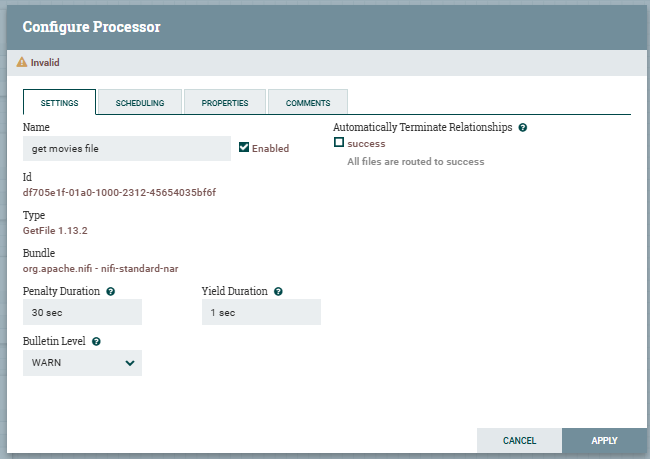 Configure Processor
Invalid
SETTINGS
SCHEDULING
PROPERTIES
COMMENTS
Name
get movies file
Enabled
Id
df705e1f-01a0-1000-2312-45654035bf6f
Type
GetFile 1.13.2
Bundle
org.apache.nifi - nifi-standard-nar
Penalty Duration
Yield Duration
30 sec
1 sec
Bulletin Level
WARN
Automatically Terminate Relationships
success
All files are routed to success
CANCEL
APPLY